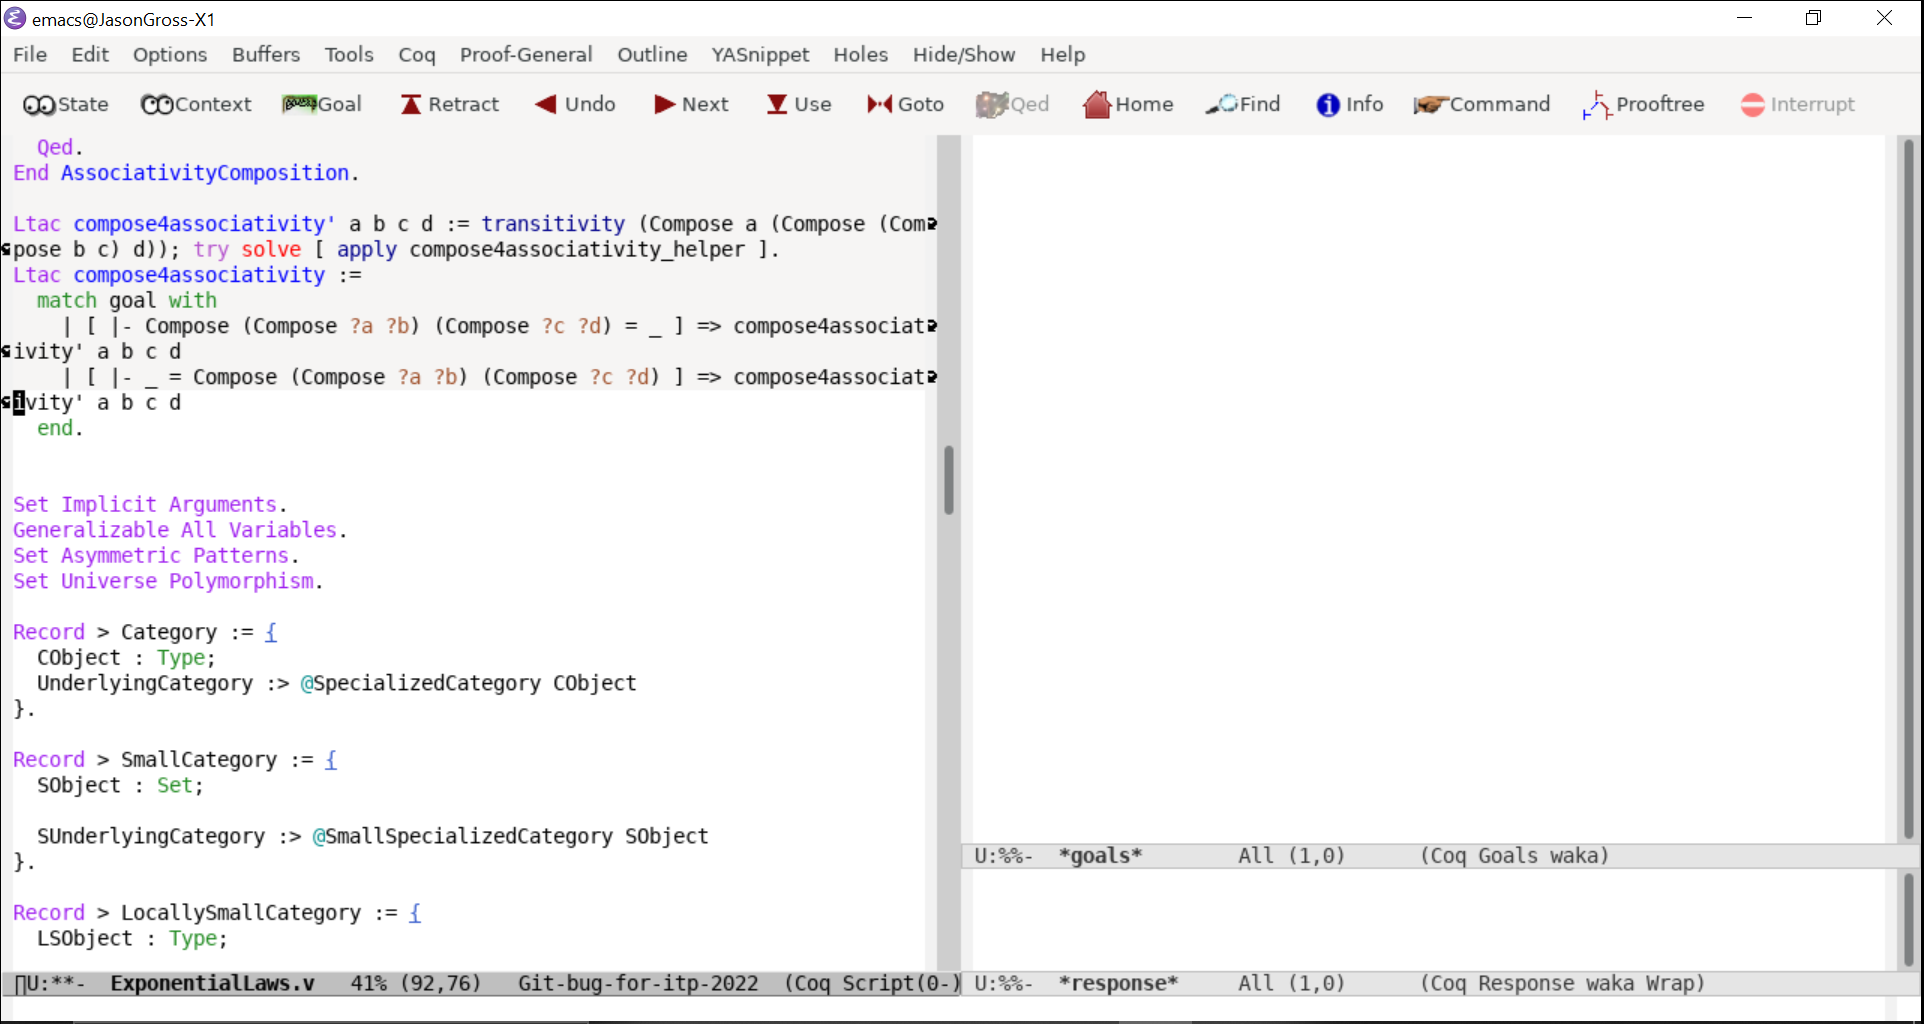 emacs@JasonGross-X1
File Edit Options Buffers Tools Coq Proof-General Outline YASnippet Holes Hide/Show Help
State Context Goal Retract Undo Next Use Goto Qed Home Find Info Command Prooftree Interrupt
  Qed.
End AssociativityComposition.

Ltac compose4associativity' a b c d := transitivity (Compose a (Compose (Com
pose b c) d)); try solve [ apply compose4associativity_helper ].
Ltac compose4associativity :=
  match goal with
    | [ |- Compose (Compose ?a ?b) (Compose ?c ?d) = _ ] => compose4associat
ivity' a b c d
    | [ |- _ = Compose (Compose ?a ?b) (Compose ?c ?d) ] => compose4associat
ivity' a b c d
  end.

Set Implicit Arguments.
Generalizable All Variables.
Set Asymmetric Patterns.
Set Universe Polymorphism.

Record > Category := {
  CObject : Type;
  UnderlyingCategory :> @SpecializedCategory CObject
}.

Record > SmallCategory := {
  SObject : Set;

  SUnderlyingCategory :> @SmallSpecializedCategory SObject
}.

Record > LocallySmallCategory := {
  LSObject : Type;
U:**-  ExponentialLaws.v   41% (92,76)   Git-bug-for-itp-2022  (Coq Script(0-)
U:%%-  *goals*        All (1,0)      (Coq Goals waka)
U:%%-  *response*     All (1,0)      (Coq Response waka Wrap)